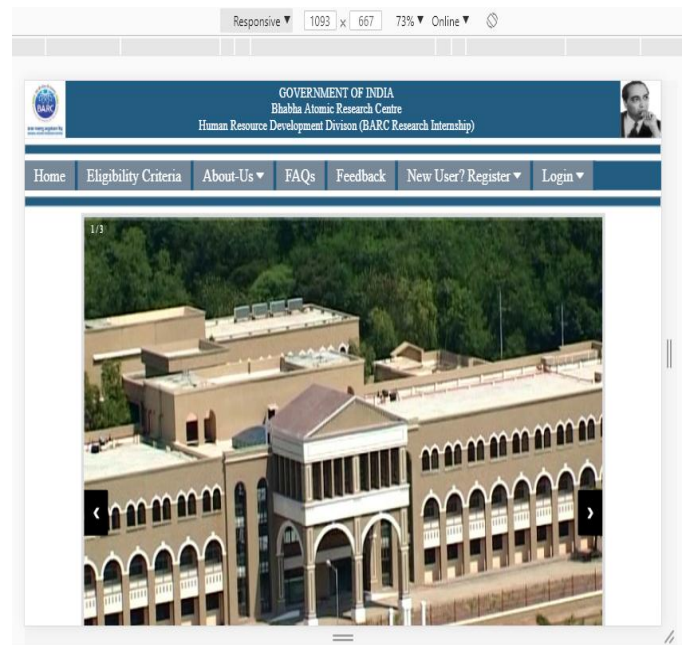 Responsive ▼ 1093 x 667 73% ▼ Online ▼
BARC
GOVERNMENT OF INDIA
Bhabha Atomic Research Centre
Human Resource Development Divison (BARC Research Internship)
Home Eligibility Criteria About-Us ▼ FAQs Feedback New User? Register ▼ Login ▼
1/3
❮ ❯